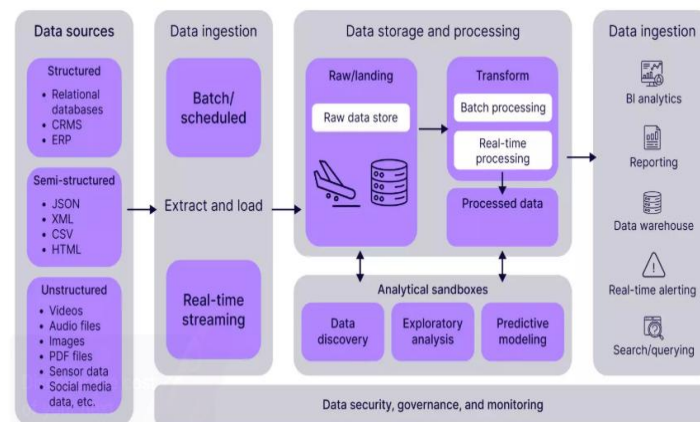 Data sources
Structured
• Relational
databases
• CRMS
• ERP
Semi-structured
• JSON
• XML
• CSV
• HTML
Unstructured
• Videos
• Audio files
• Images
• PDF files
• Sensor data
• Social media
data, etc.
Data ingestion
Batch/
scheduled
Extract and load
Real-time
streaming
Data storage and processing
Raw/landing
Raw data store
Transform
Batch processing
Real-time
processing
Processed data
Analytical sandboxes
Data
discovery
Exploratory
analysis
Predictive
modeling
Data ingestion
BI analytics
Reporting
Data warehouse
Real-time alerting
Search/querying
Data security, governance, and monitoring